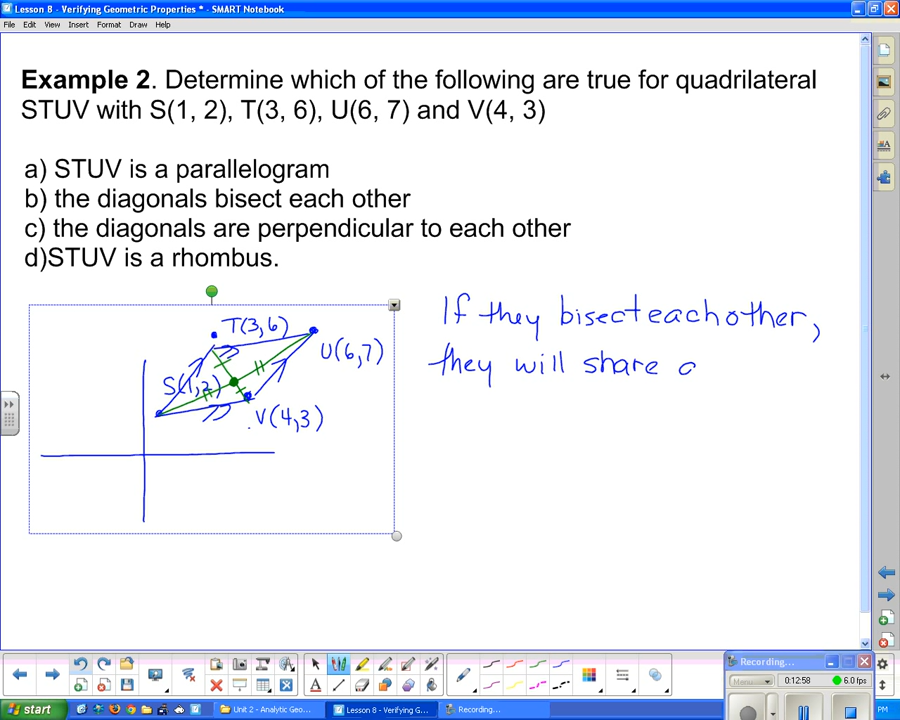 Lesson 8 - Verifying Geometric Properties * - SMART Notebook
File Edit View Insert Format Draw Help
Example 2. Determine which of the following are true for quadrilateral
STUV with S(1, 2), T(3, 6), U(6, 7) and V(4, 3)
a) STUV is a parallelogram
b) the diagonals bisect each other
c) the diagonals are perpendicular to each other
d)STUV is a rhombus.
If they bisect each other,
they will share a
T(3,6)
U(6,7)
S(1,2)
V(4,3)
Recording...
Menu
0:12:58
6.0 fps
start
Unit 2 - Analytic Geo...
Lesson 8 - Verifying G...
Recording...
PM